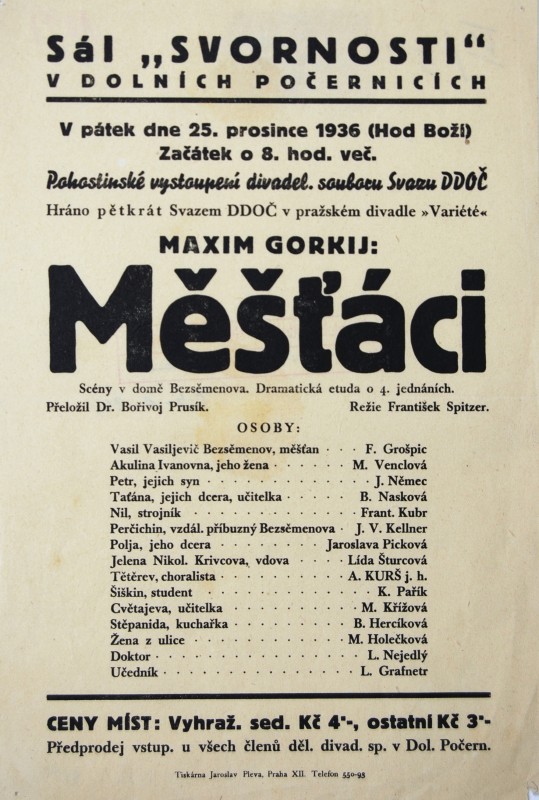 Sál „SVORNOSTI“
V DOLNÍCH POČERNICÍCH
V pátek dne 25. prosince 1936 (Hod Boží)
Začátek o 8. hod. več.
Pohostinské vystoupení divadel. souboru Svazu DDOČ
Hráno pětkrát Svazem DDOČ v pražském divadle »Variété«
MAXIM GORKIJ:
Měšťáci
Scény v domě Bezsěmenova. Dramatická etuda o 4. jednáních.
Přeložil Dr. Bořivoj Prusík. Režie František Spitzer.
OSOBY:
Vasil Vasiljevič Bezsěmenov, měšťan · · · F. Grošpic
Akulina Ivanovna, jeho žena · · · · · · M. Venclová
Petr, jejich syn · · · · · · · · · · · · J. Němec
Taťána, jejich dcera, učitelka · · · · · B. Nasková
Nil, strojník · · · · · · · · · · · Frant. Kubr
Perčichin, vzdál. příbuzný Bezsěmenova · J. V. Kellner
Polja, jeho dcera · · · · · · · · Jaroslava Picková
Jelena Nikol. Krivcova, vdova · · · · Lída Šturcová
Tětěrev, choralista · · · · · · · · · A. KURŠ j. h.
Šiškin, student · · · · · · · · · · · K. Pařík
Cvětajeva, učitelka · · · · · · · · M. Křížová
Stěpanida, kuchařka · · · · · · · · B. Hercíková
Žena z ulice · · · · · · · · · · M. Holečková
Doktor · · · · · · · · · · · · · · L. Nejedlý
Učedník · · · · · · · · · · · · · L. Grafnetr
CENY MÍST: Vyhraž. sed. Kč 4·-, ostatní Kč 3·-
Předprodej vstup. u všech členů děl. divad. sp. v Dol. Počern.
Tiskárna Jaroslav Pleva, Praha XII. Telefon 550-93